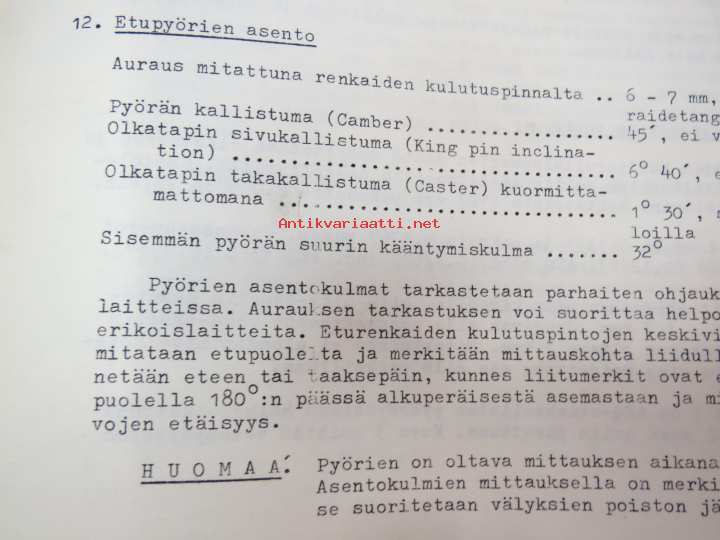 12. Etupyörien asento
Auraus mitattuna renkaiden kulutuspinnalta .. 6 - 7 mm,
raidetang
Pyörän kallistuma (Camber) ................. 45´, ei v
Olkatapin sivukallistuma (King pin inclina-
tion) .................................. 6° 40´, e
Olkatapin takakallistuma (Caster) kuormitta-
mattomana .............................. 1° 30´,
Antikvariaatti.net
loilla
Sisemmän pyörän suurin kääntymiskulma ....... 32°
Pyörien asentokulmat tarkastetaan parhaiten ohjauk
laitteissa. Aurauksen tarkastuksen voi suorittaa helpo
erikoislaitteita. Eturenkaiden kulutuspintojen keskivi
mitataan etupuolelta ja merkitään mittauskohta liidull
netään eteen tai taaksepäin, kunnes liitumerkit ovat e
puolella 180°:n päässä alkuperäisestä asemastaan ja mi
vojen etäisyys.
H U O M A A! Pyörien on oltava mittauksen aikana
Asentokulmien mittauksella on merki
se suoritetaan välyksien poiston jä